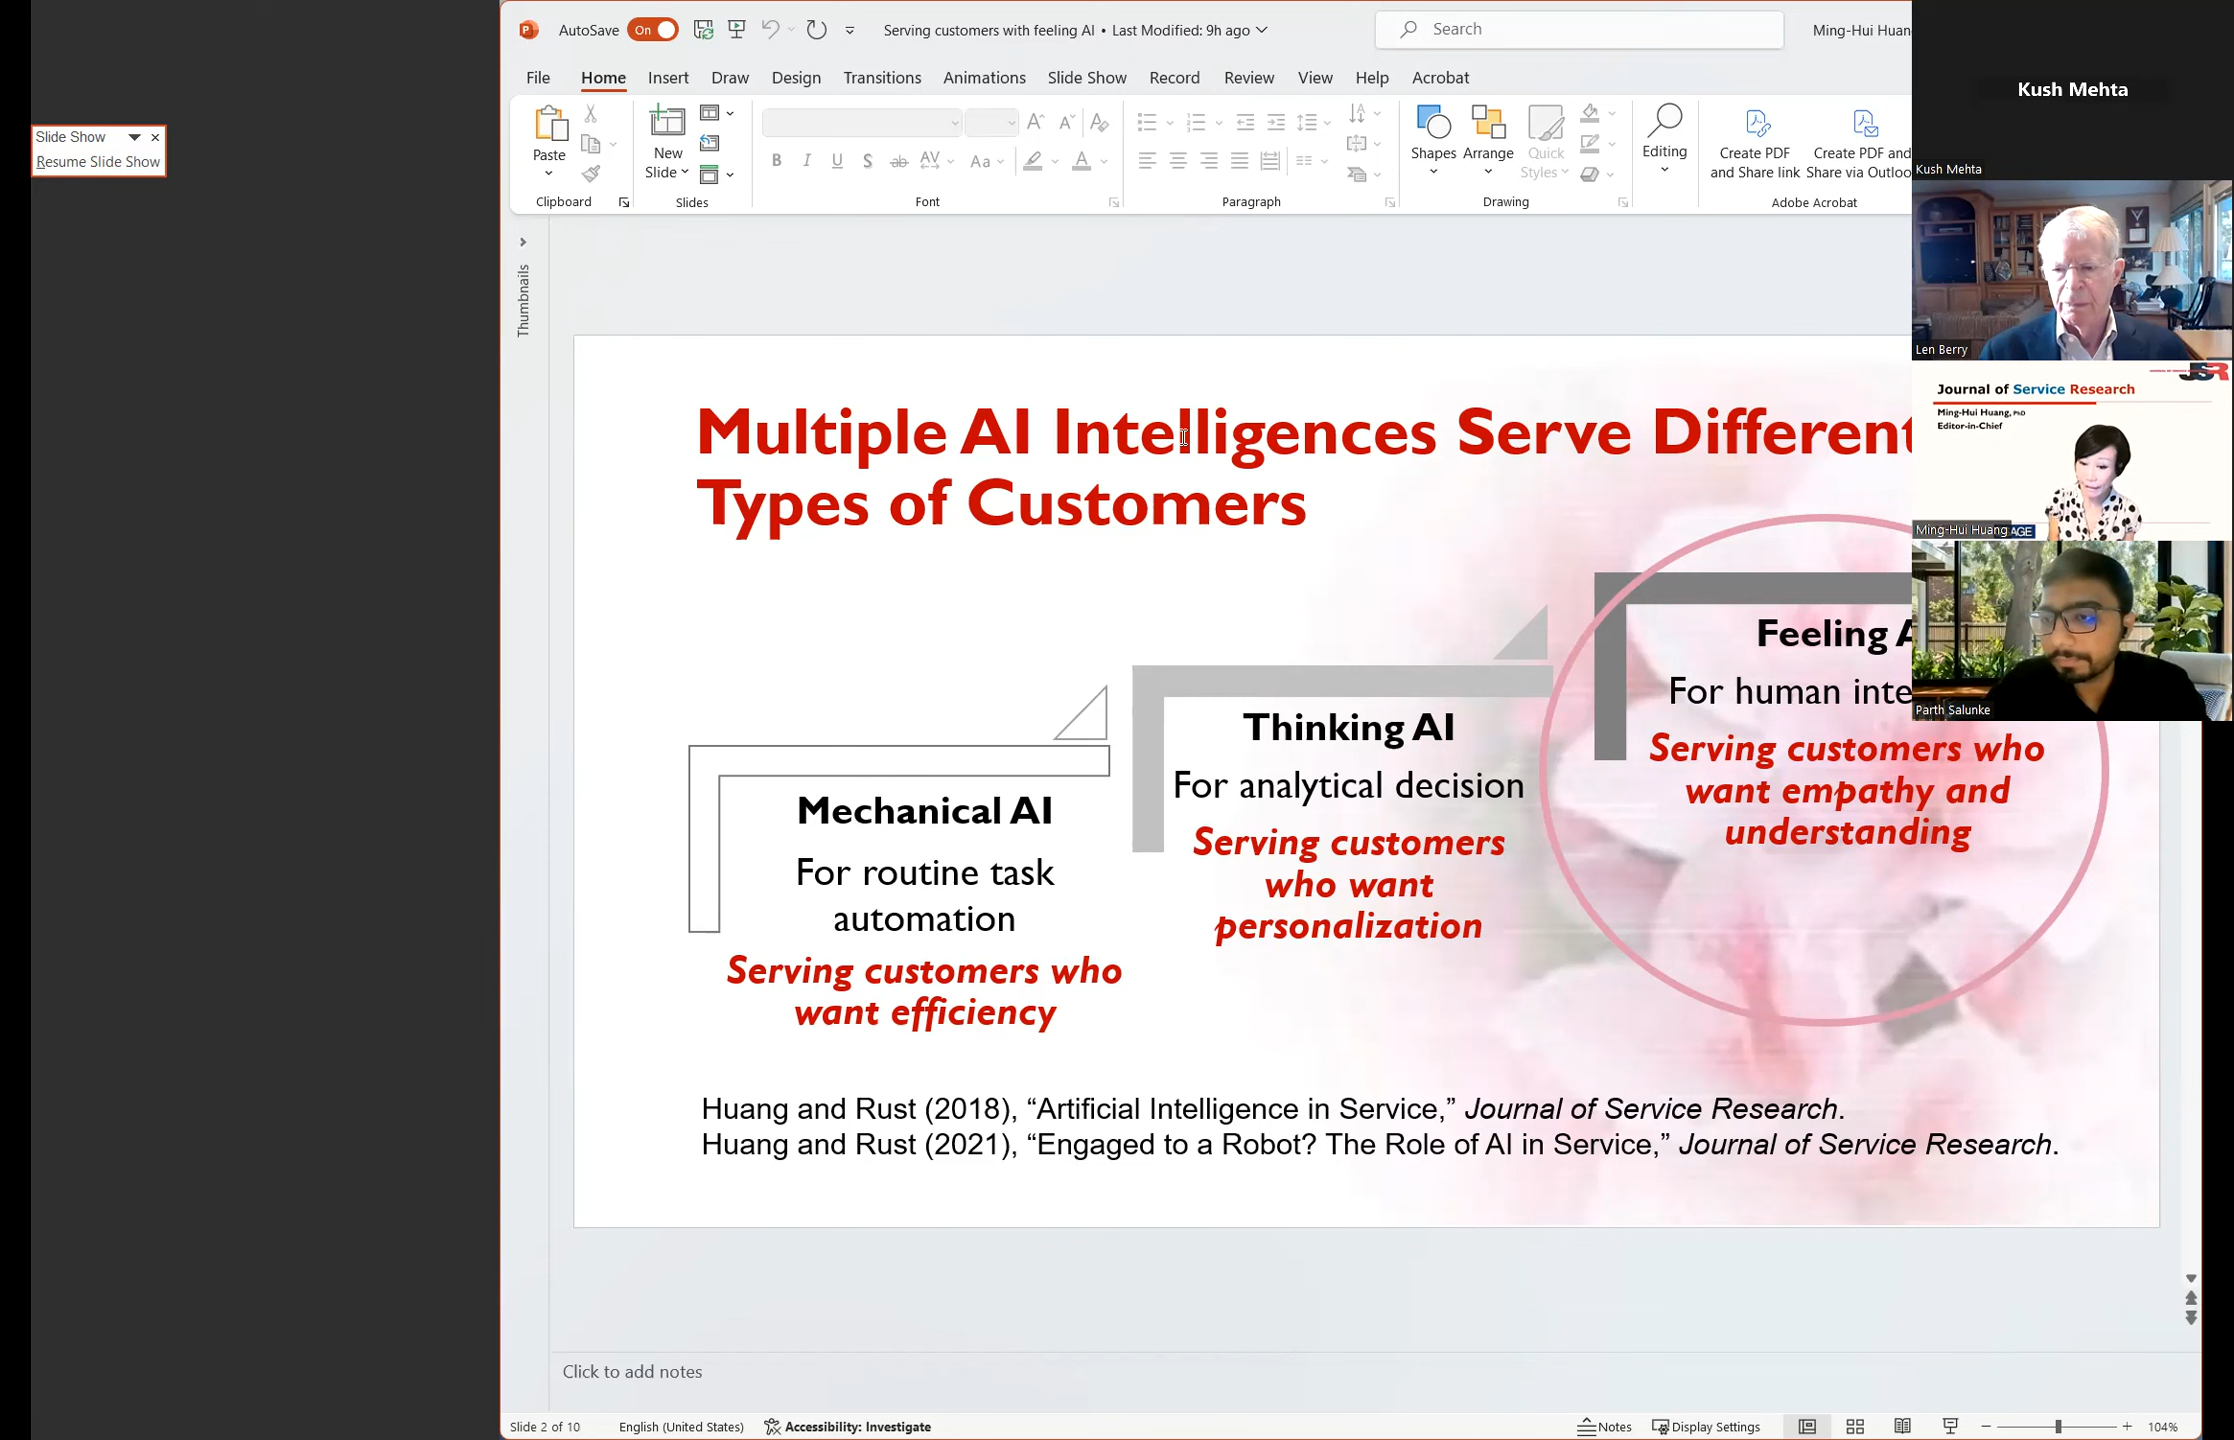 AutoSave On
Serving customers with feeling AI • Last Modified: 9h ago
Search
Ming-Hui Huan
File Home Insert Draw Design Transitions Animations Slide Show Record Review View Help Acrobat
Paste
New Slide
Aa
Shapes
Arrange
Quick Styles
Editing
Create PDF and Share link
Create PDF and Share via Outloo
Clipboard
Slides
Font
Paragraph
Drawing
Adobe Acrobat
Slide Show
Resume Slide Show
Thumbnails
Multiple AI Intelligences Serve Different
Types of Customers
Mechanical AI
For routine task
automation
Serving customers who
want efficiency
Thinking AI
For analytical decision
Serving customers
who want
personalization
Feeling A
For human inte
Serving customers who
want empathy and
understanding
Huang and Rust (2018), “Artificial Intelligence in Service,” Journal of Service Research.
Huang and Rust (2021), “Engaged to a Robot? The Role of AI in Service,” Journal of Service Research.
Kush Mehta
Kush Mehta
Len Berry
JSR
Journal of Service Research
Ming-Hui Huang, PhD
Editor-in-Chief
Ming-Hui Huang
AGE
Parth Salunke
Click to add notes
Slide 2 of 10
English (United States)
Accessibility: Investigate
Notes
Display Settings
104%